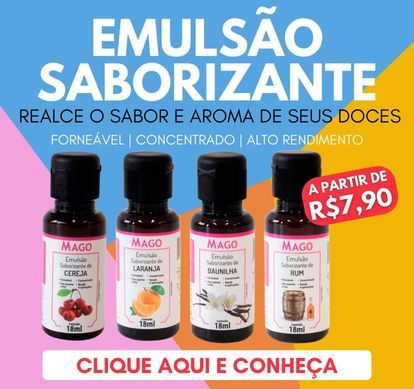 EMULSÃO
SABORIZANTE
REALCE O SABOR E AROMA DE SEUS DOCES
FORNEÁVEL | CONCENTRADO | ALTO RENDIMENTO
A PARTIR DE
R$7,90
MAGO
Emulsão
Saborizante de
CEREJA
18ml
MAGO
Emulsão
Saborizante de
LARANJA
18ml
MAGO
Emulsão
Saborizante de
BAUNILHA
18ml
MAGO
Emulsão
Saborizante de
RUM
18ml
CLIQUE AQUI E CONHEÇA